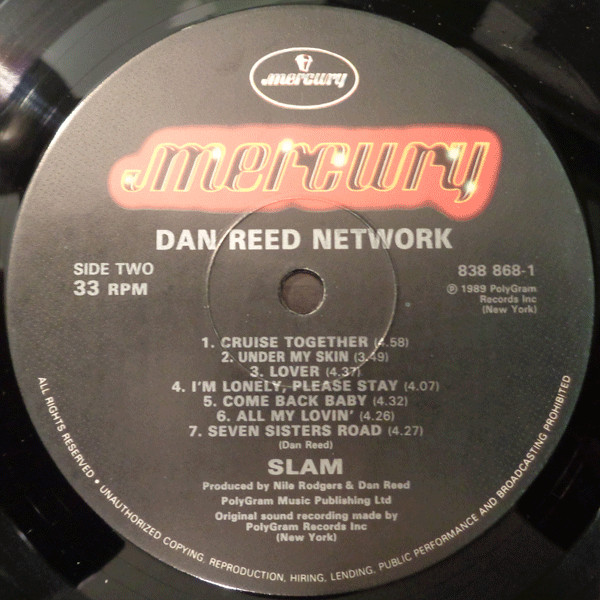 mercury
mercury
DAN REED NETWORK
SIDE TWO
33 RPM
838 868-1
℗ 1989 PolyGram
Records Inc
(New York)
1. CRUISE TOGETHER (4.58)
2. UNDER MY SKIN (3.49)
3. LOVER (4.37)
4. I'M LONELY, PLEASE STAY (4.07)
5. COME BACK BABY (4.32)
6. ALL MY LOVIN' (4.26)
7. SEVEN SISTERS ROAD (4.27)
(Dan Reed)
SLAM
Produced by Nile Rodgers & Dan Reed
PolyGram Music Publishing Ltd
Original sound recording made by
PolyGram Records Inc
(New York)
ALL RIGHTS RESERVED • UNAUTHORIZED COPYING, REPRODUCTION, HIRING, LENDING, PUBLIC PERFORMANCE AND BROADCASTING PROHIBITED